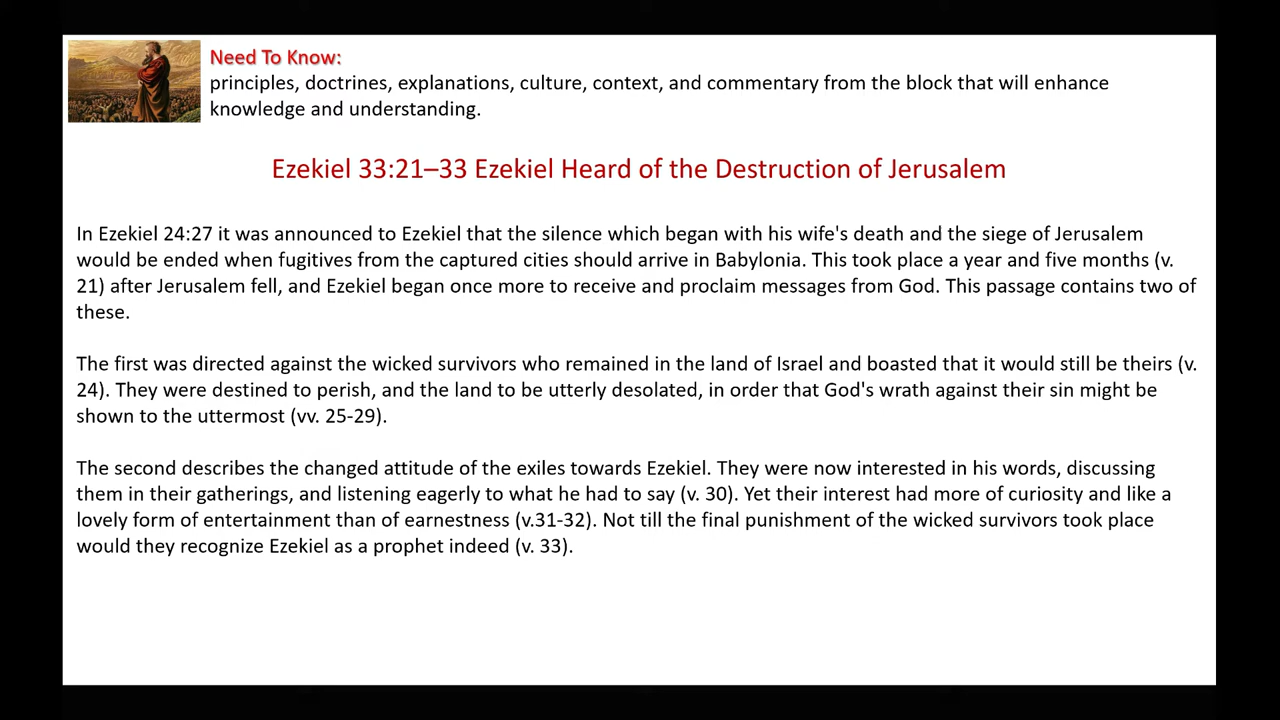 Need To Know:
principles, doctrines, explanations, culture, context, and commentary from the block that will enhance
knowledge and understanding.
Ezekiel 33:21–33 Ezekiel Heard of the Destruction of Jerusalem
In Ezekiel 24:27 it was announced to Ezekiel that the silence which began with his wife's death and the siege of Jerusalem
would be ended when fugitives from the captured cities should arrive in Babylonia. This took place a year and five months (v.
21) after Jerusalem fell, and Ezekiel began once more to receive and proclaim messages from God. This passage contains two of
these.
The first was directed against the wicked survivors who remained in the land of Israel and boasted that it would still be theirs (v.
24). They were destined to perish, and the land to be utterly desolated, in order that God's wrath against their sin might be
shown to the uttermost (vv. 25-29).
The second describes the changed attitude of the exiles towards Ezekiel. They were now interested in his words, discussing
them in their gatherings, and listening eagerly to what he had to say (v. 30). Yet their interest had more of curiosity and like a
lovely form of entertainment than of earnestness (v.31-32). Not till the final punishment of the wicked survivors took place
would they recognize Ezekiel as a prophet indeed (v. 33).